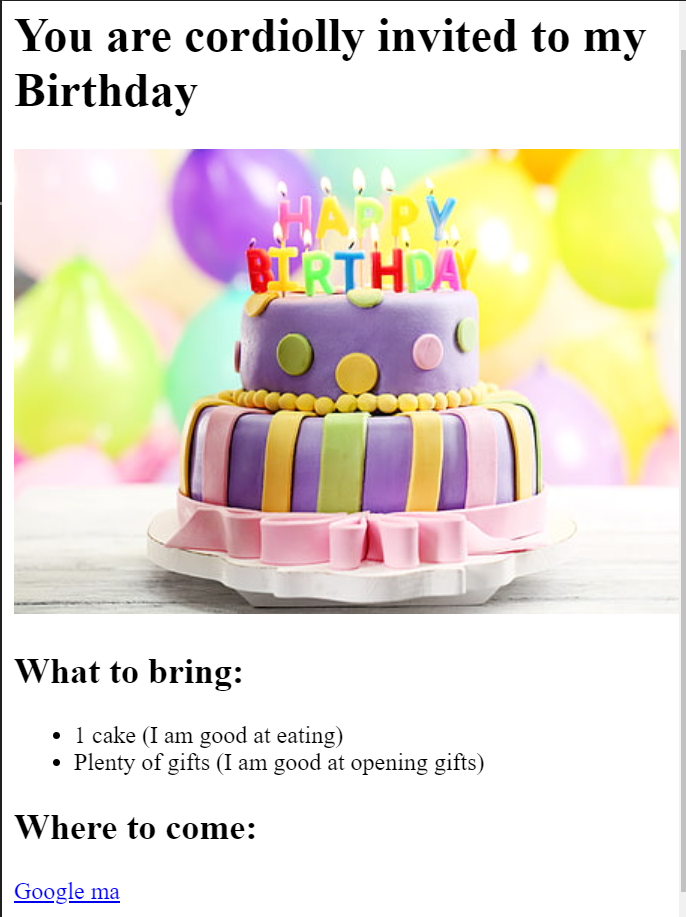 You are cordiolly invited to my
Birthday
HAPPY
BIRTHDAY
What to bring:
1 cake (I am good at eating)
Plenty of gifts (I am good at opening gifts)
Where to come:
Google ma